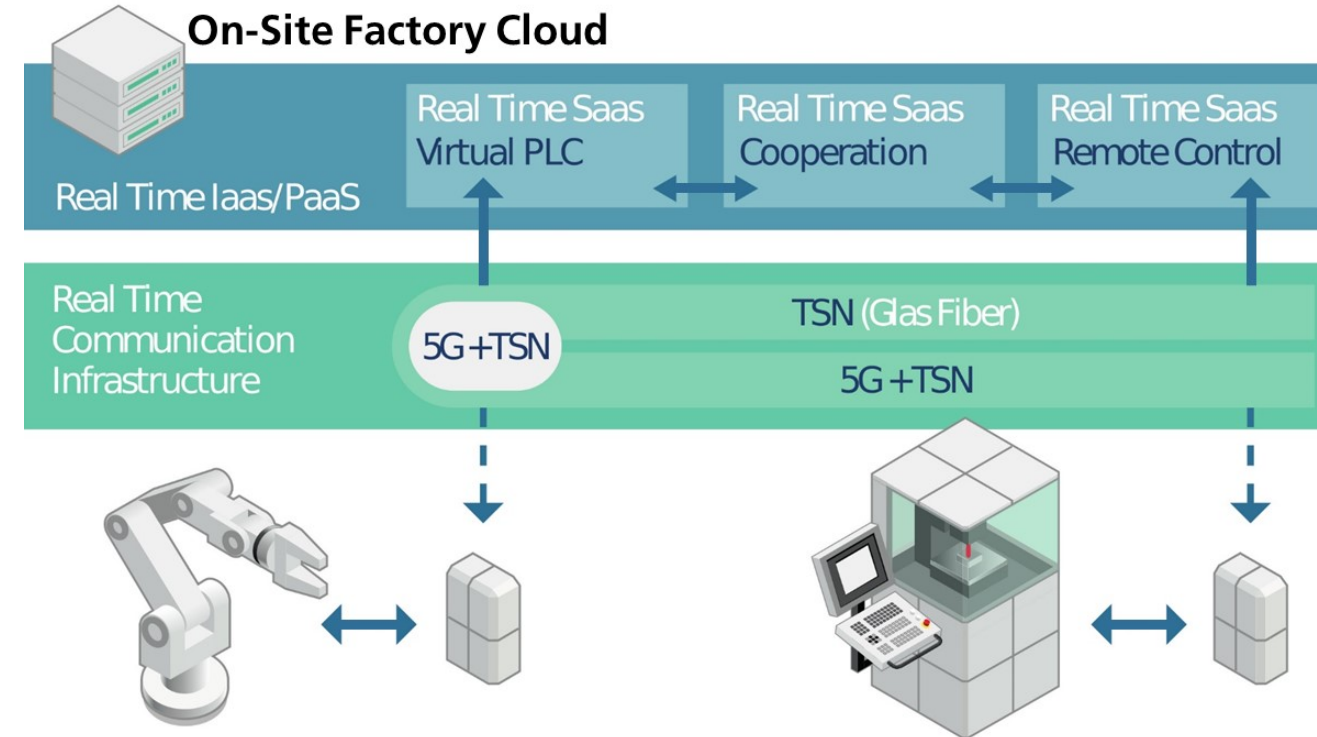 On-Site Factory Cloud
Real Time Saas
Virtual PLC
Real Time Saas
Cooperation
Real Time Saas
Remote Control
Real Time Iaas/PaaS
Real Time
Communication
Infrastructure
5G+TSN
TSN (Glas Fiber)
5G+TSN